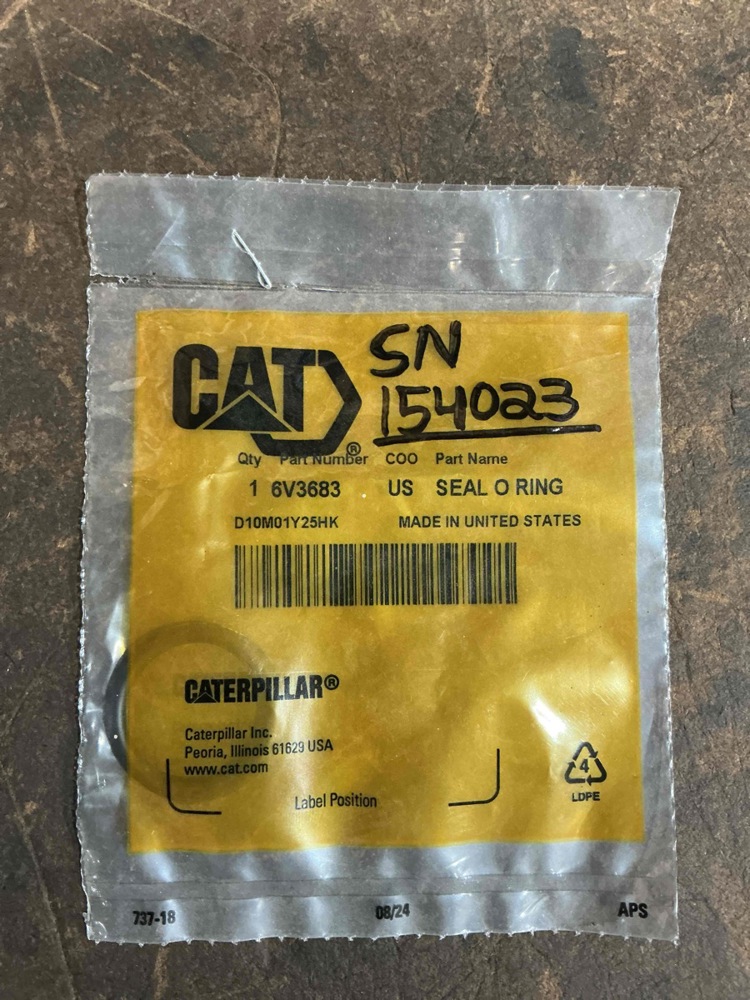 CAT®
SN
154023
Qty Part Number COO Part Name
1 6V3683 US SEAL O RING
D10M01Y25HK MADE IN UNITED STATES
CATERPILLAR®
Caterpillar Inc.
Peoria, Illinois 61629 USA
www.cat.com
Label Position
4
LDPE
737-18 08/24 APS